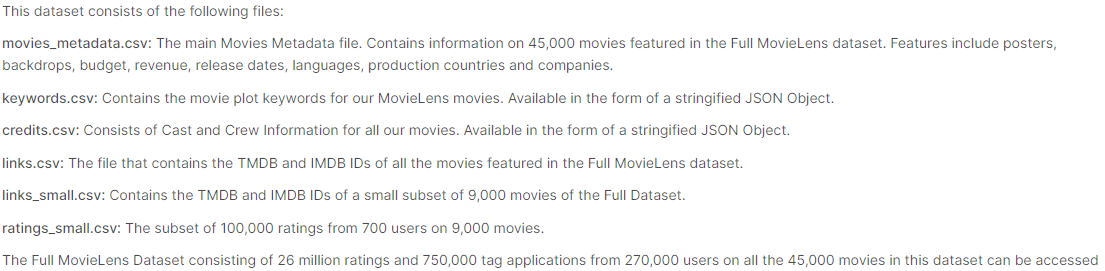 This dataset consists of the following files:
movies_metadata.csv: The main Movies Metadata file. Contains information on 45,000 movies featured in the Full MovieLens dataset. Features include posters,
backdrops, budget, revenue, release dates, languages, production countries and companies.
keywords.csv: Contains the movie plot keywords for our MovieLens movies. Available in the form of a stringified JSON Object.
credits.csv: Consists of Cast and Crew Information for all our movies. Available in the form of a stringified JSON Object.
links.csv: The file that contains the TMDB and IMDB IDs of all the movies featured in the Full MovieLens dataset.
links_small.csv: Contains the TMDB and IMDB IDs of a small subset of 9,000 movies of the Full Dataset.
ratings_small.csv: The subset of 100,000 ratings from 700 users on 9,000 movies.
The Full MovieLens Dataset consisting of 26 million ratings and 750,000 tag applications from 270,000 users on all the 45,000 movies in this dataset can be accessed